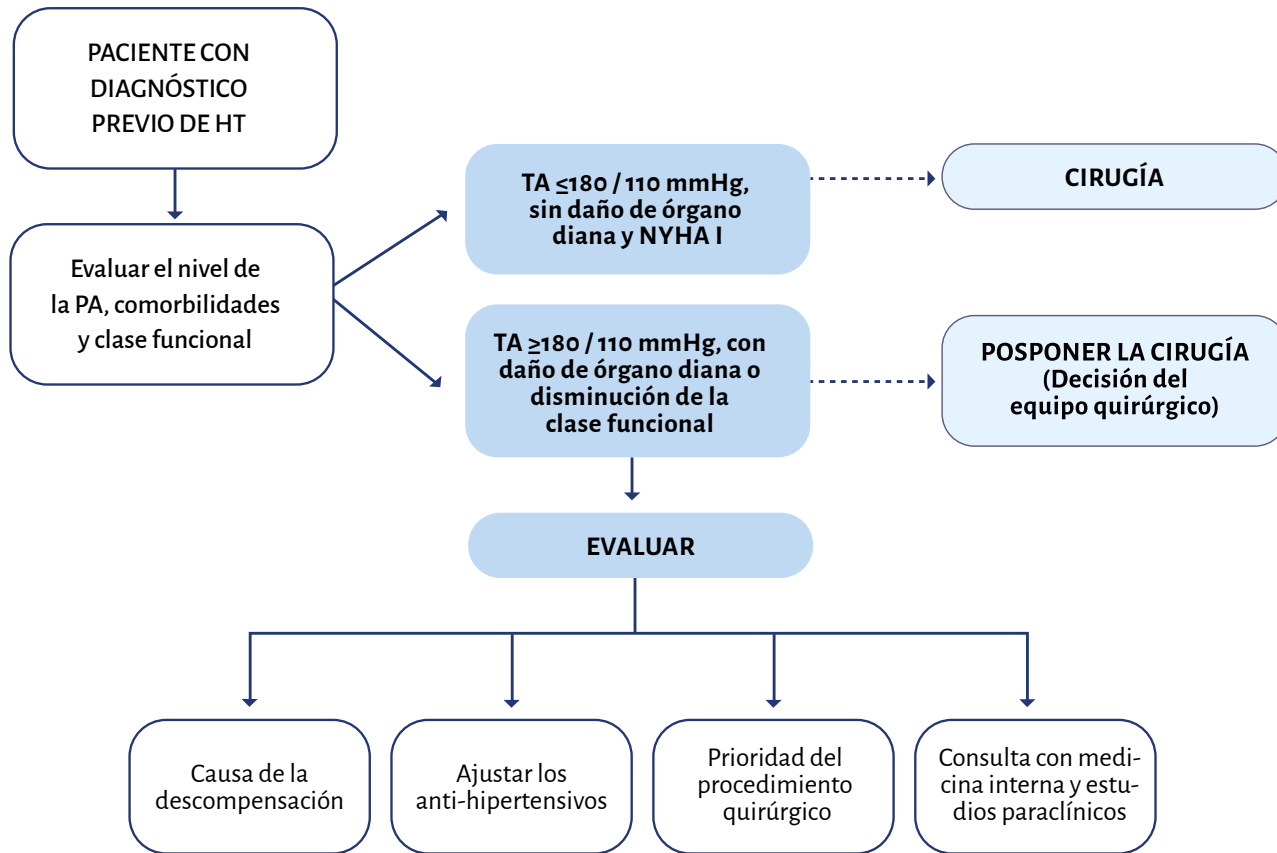 PACIENTE CON
DIAGNÓSTICO
PREVIO DE HT
Evaluar el nivel de
la PA, comorbilidades
y clase funcional
TA ≤180 / 110 mmHg,
sin daño de órgano
diana y NYHA I
CIRUGÍA
TA ≥180 / 110 mmHg, con
daño de órgano diana o
disminución de la
clase funcional
POSPONER LA CIRUGÍA
(Decisión del
equipo quirúrgico)
EVALUAR
Causa de la
descompensación
Ajustar los
anti-hipertensivos
Prioridad del
procedimiento
quirúrgico
Consulta con medi-
cina interna y estu-
dios paraclínicos